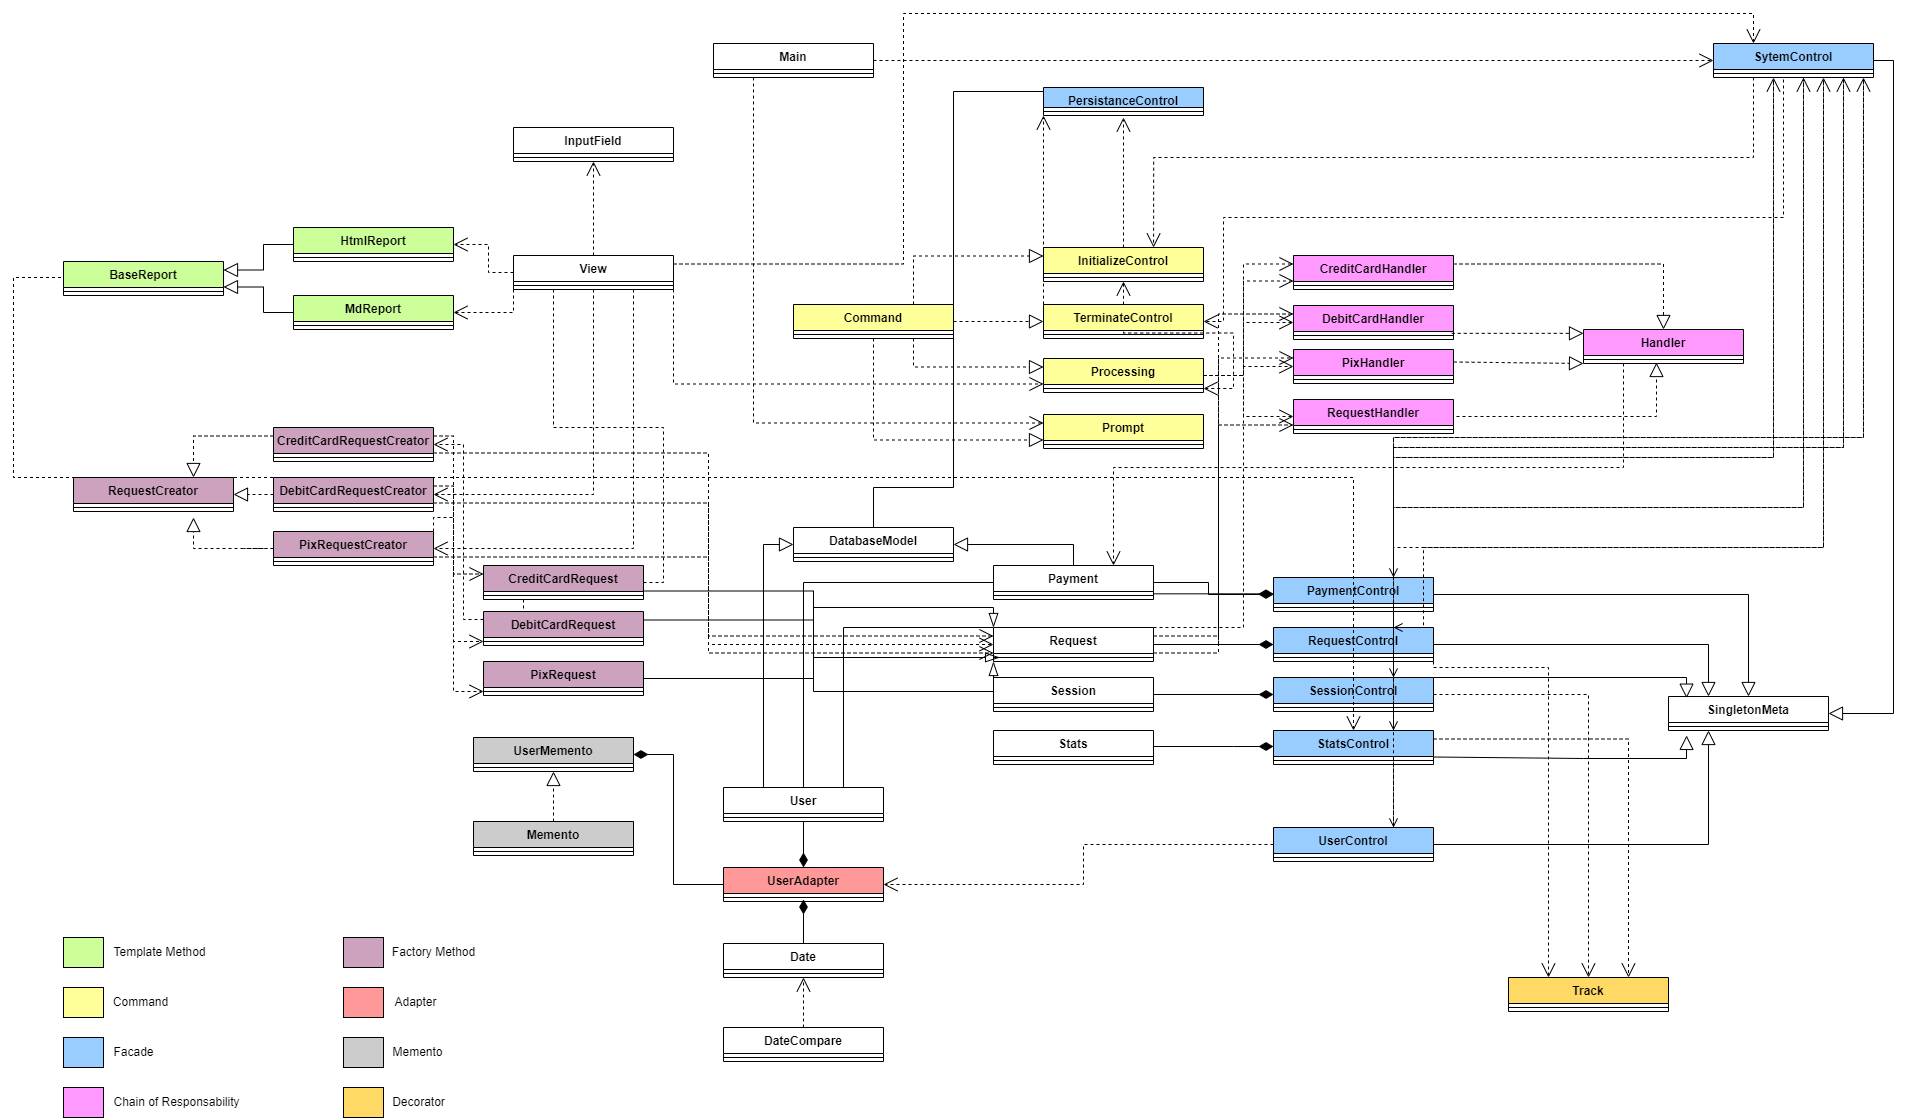 Main
SytemControl
PersistanceControl
InputField
HtmlReport
BaseReport
View
InitializeControl
CreditCardHandler
MdReport
Command
TerminateControl
DebitCardHandler
Handler
Processing
PixHandler
RequestHandler
Prompt
CreditCardRequestCreator
RequestCreator
DebitCardRequestCreator
PixRequestCreator
DatabaseModel
CreditCardRequest
Payment
PaymentControl
DebitCardRequest
Request
RequestControl
PixRequest
Session
SessionControl
SingletonMeta
UserMemento
Stats
StatsControl
User
Memento
UserControl
UserAdapter
Template Method
Factory Method
Date
Command
Adapter
Track
Facade
Memento
DateCompare
Chain of Responsability
Decorator